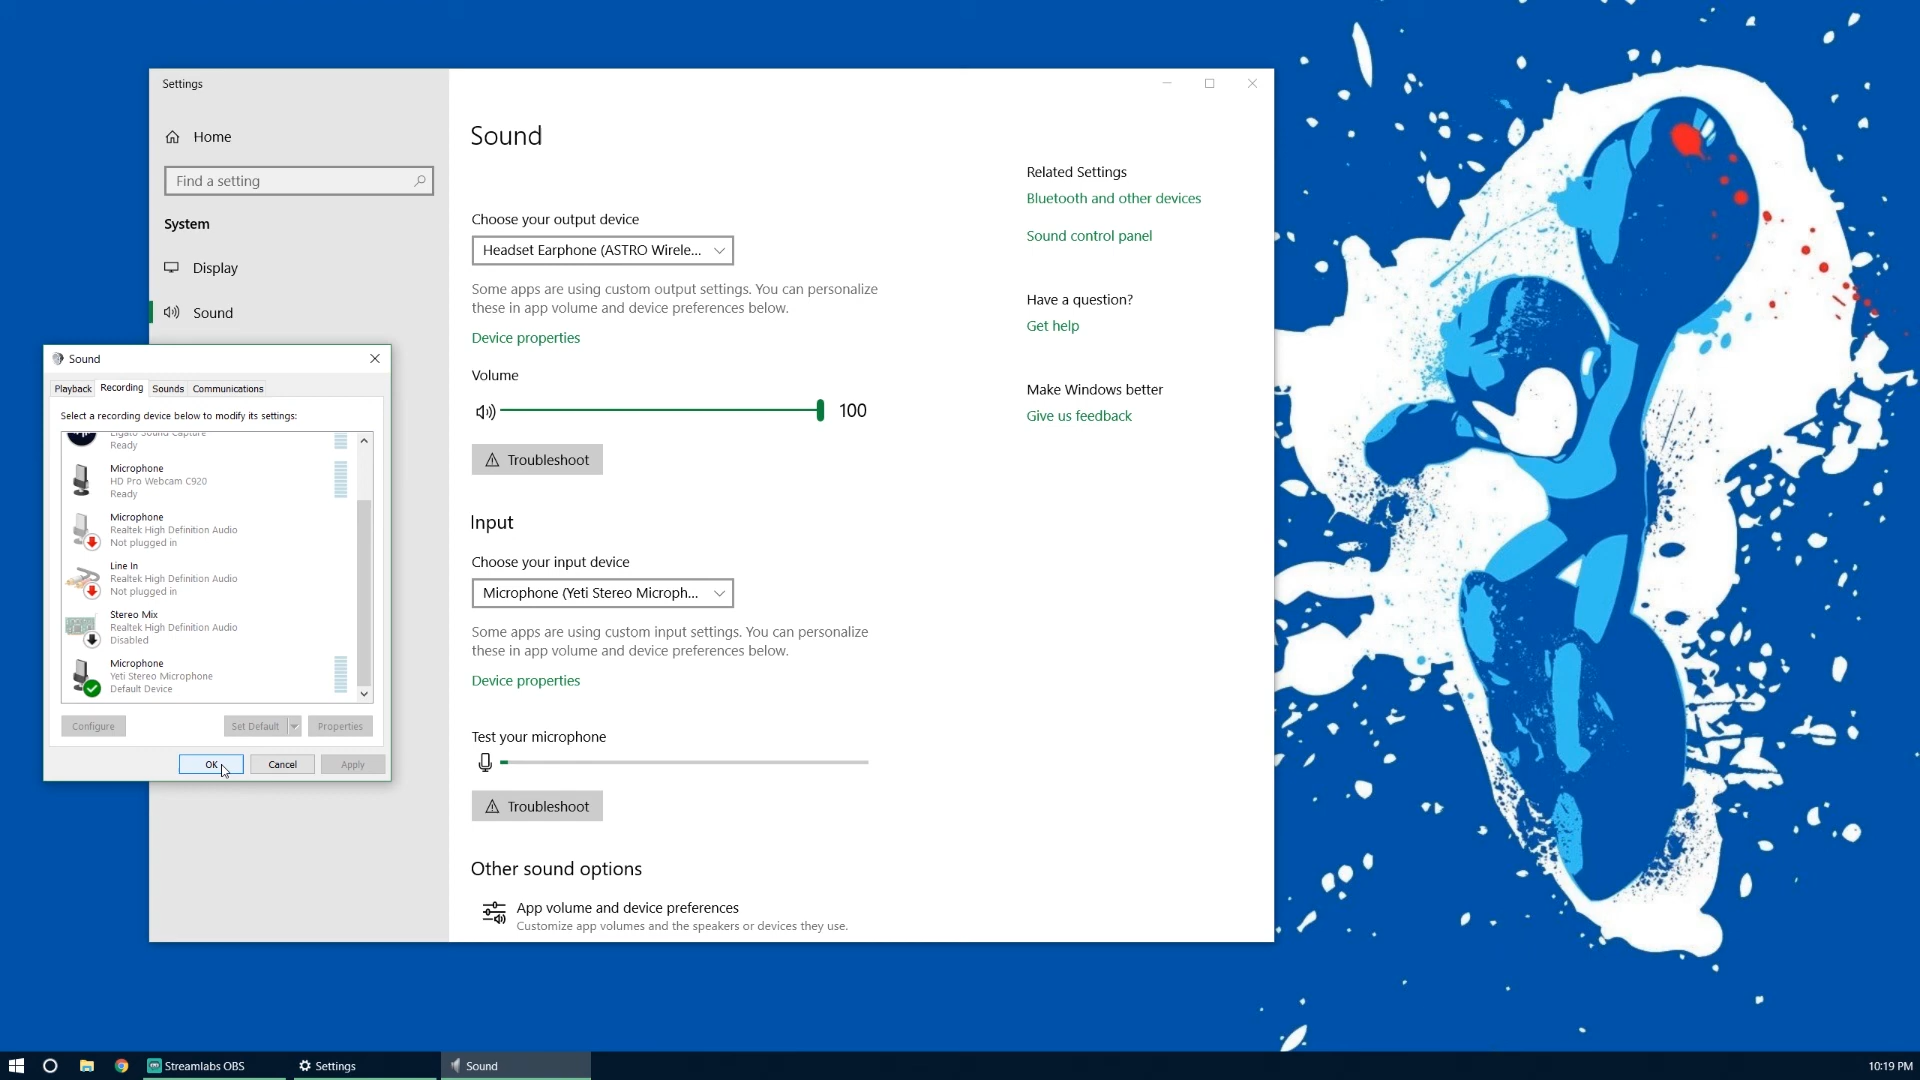 Settings
Home
Find a setting
System
Display
Sound
Sound
Choose your output device
Headset Earphone (ASTRO Wirele...
Some apps are using custom output settings. You can personalize
these in app volume and device preferences below.
Device properties
Volume
100
Troubleshoot
Input
Choose your input device
Microphone (Yeti Stereo Microph...
Some apps are using custom input settings. You can personalize
these in app volume and device preferences below.
Device properties
Test your microphone
Troubleshoot
Other sound options
App volume and device preferences
Customize app volumes and the speakers or devices they use.
Related Settings
Bluetooth and other devices
Sound control panel
Have a question?
Get help
Make Windows better
Give us feedback
Sound
Playback Recording Sounds Communications
Select a recording device below to modify its settings:
Elgato Sound Capture
Ready
Microphone
HD Pro Webcam C920
Ready
Microphone
Realtek High Definition Audio
Not plugged in
Line In
Realtek High Definition Audio
Not plugged in
Stereo Mix
Realtek High Definition Audio
Disabled
Microphone
Yeti Stereo Microphone
Default Device
Configure Set Default Properties
OK Cancel Apply
Streamlabs OBS Settings Sound 10:19 PM